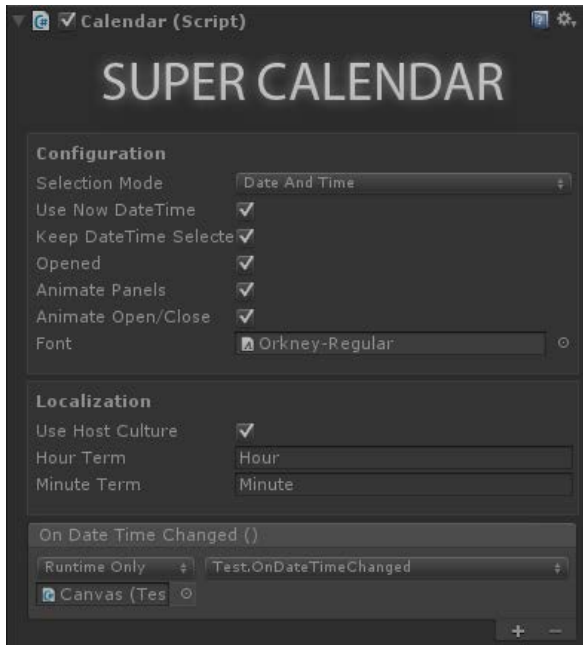 Calendar (Script)
SUPER CALENDAR
Configuration
Selection Mode Date And Time
Use Now DateTime
Keep DateTime Selecte
Opened
Animate Panels
Animate Open/Close
Font Orkney-Regular
Localization
Use Host Culture
Hour Term Hour
Minute Term Minute
On Date Time Changed ()
Runtime Only Test.OnDateTimeChanged
Canvas (Tes